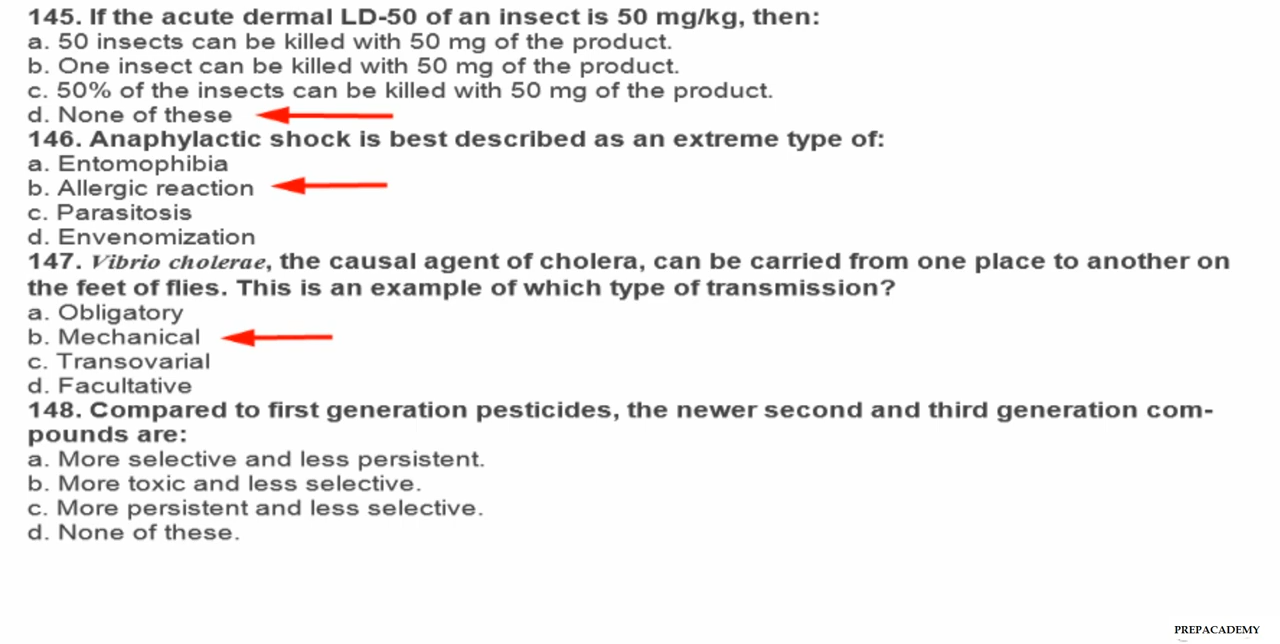 145. If the acute dermal LD-50 of an insect is 50 mg/kg, then:
a. 50 insects can be killed with 50 mg of the product.
b. One insect can be killed with 50 mg of the product.
c. 50% of the insects can be killed with 50 mg of the product.
d. None of these
146. Anaphylactic shock is best described as an extreme type of:
a. Entomophibia
b. Allergic reaction
c. Parasitosis
d. Envenomization
147. Vibrio cholerae, the causal agent of cholera, can be carried from one place to another on
the feet of flies. This is an example of which type of transmission?
a. Obligatory
b. Mechanical
c. Transovarial
d. Facultative
148. Compared to first generation pesticides, the newer second and third generation com-
pounds are:
a. More selective and less persistent.
b. More toxic and less selective.
c. More persistent and less selective.
d. None of these.
PREPACADEMY